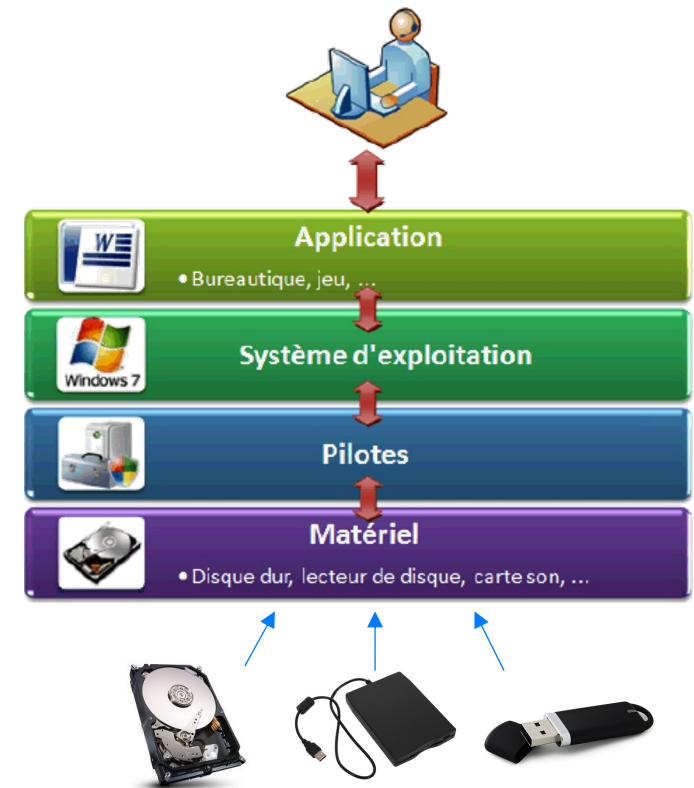 Application
• Bureautique, jeu, ...
W
Système d'exploitation
Windows 7
Pilotes
Matériel
• Disque dur, lecteur de disque, carte son, ...